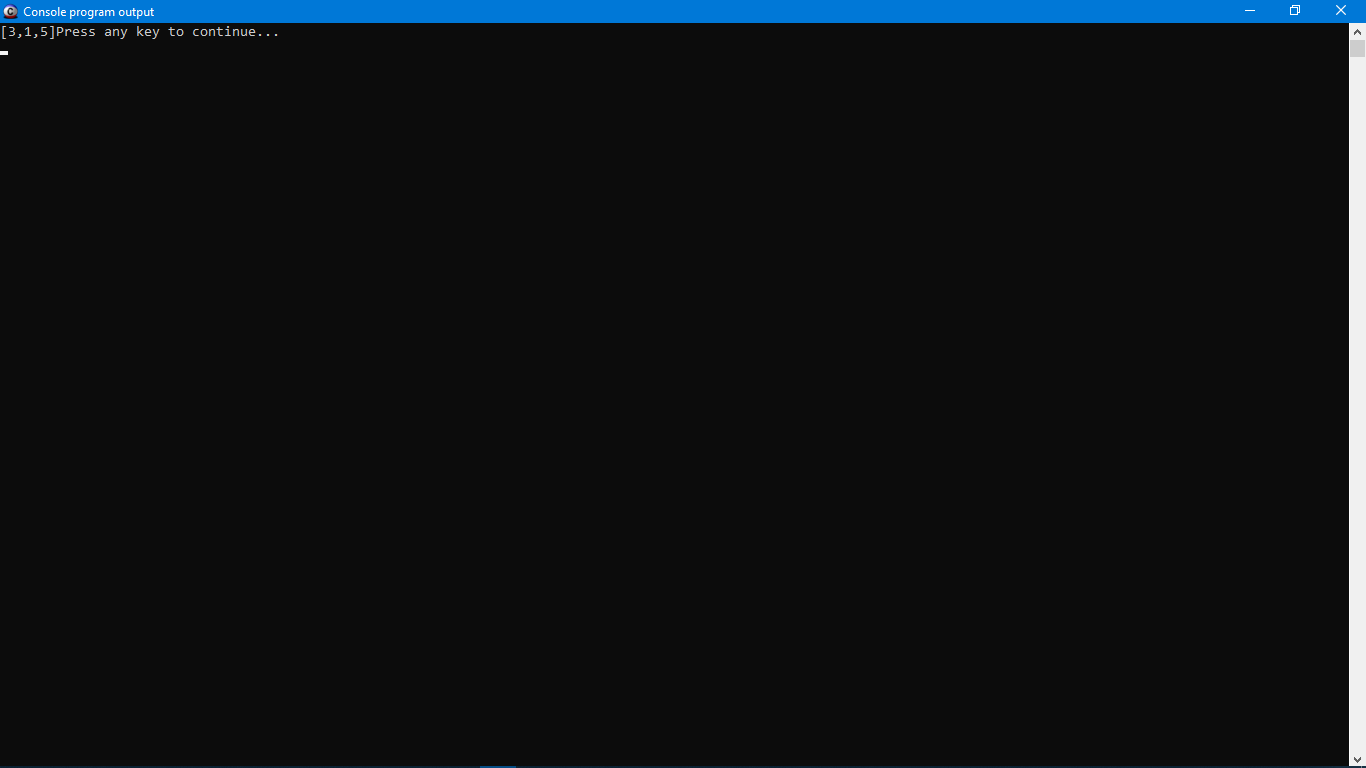 Console program output
[3,1,5]Press any key to continue...